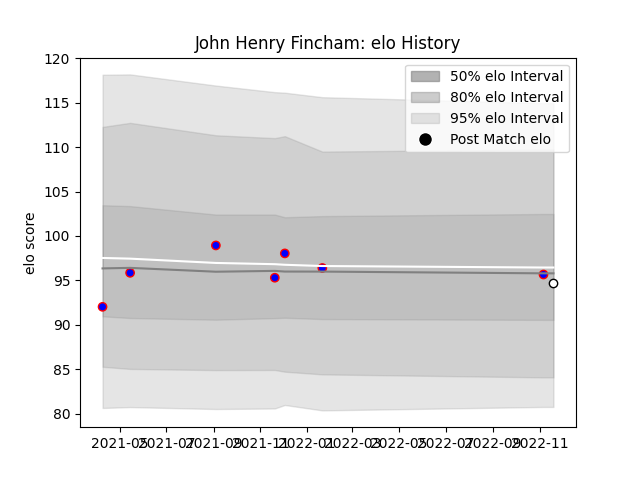 John Henry Fincham: elo History
120
115
110
105
100
95
90
85
80
elo score
50% elo Interval
80% elo Interval
95% elo Interval
Post Match elo
2021-05 2021-07 2021-09 2021-11 2022-01 2022-03 2022-05 2022-07 2022-09 2022-11